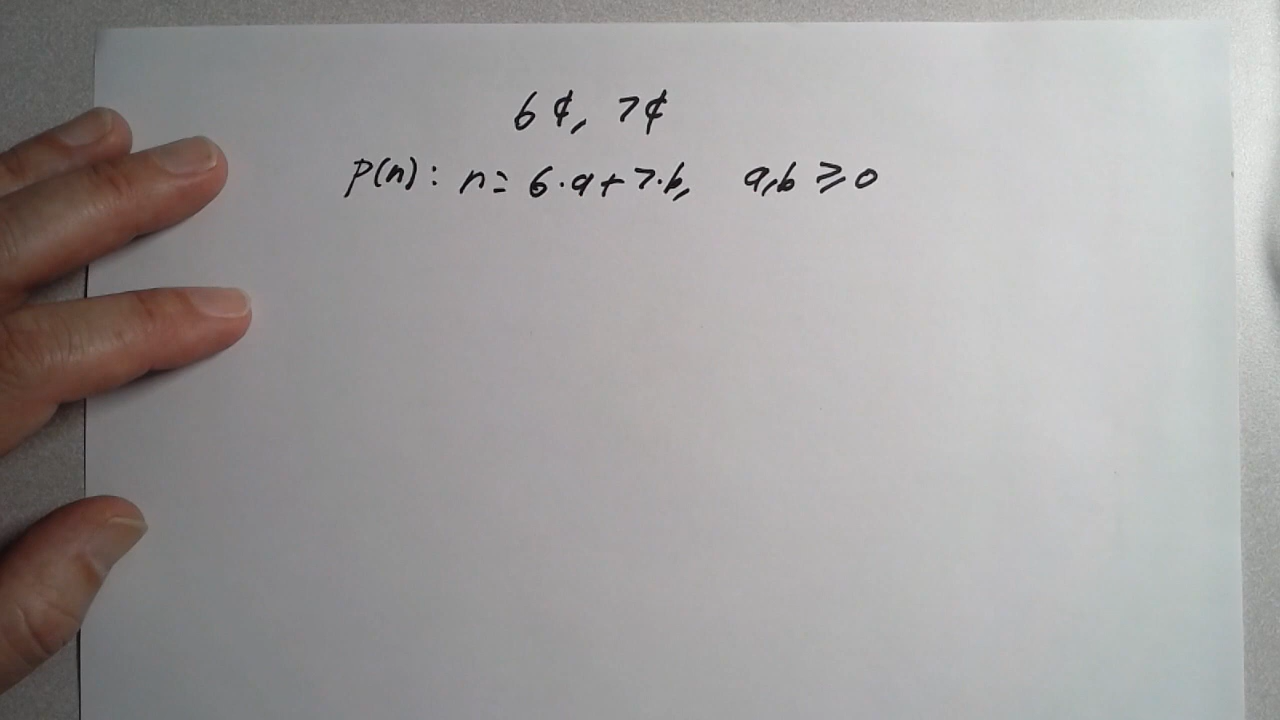 6¢, 7¢
P(n): n = 6·a+7·b, a,b ≥ 0